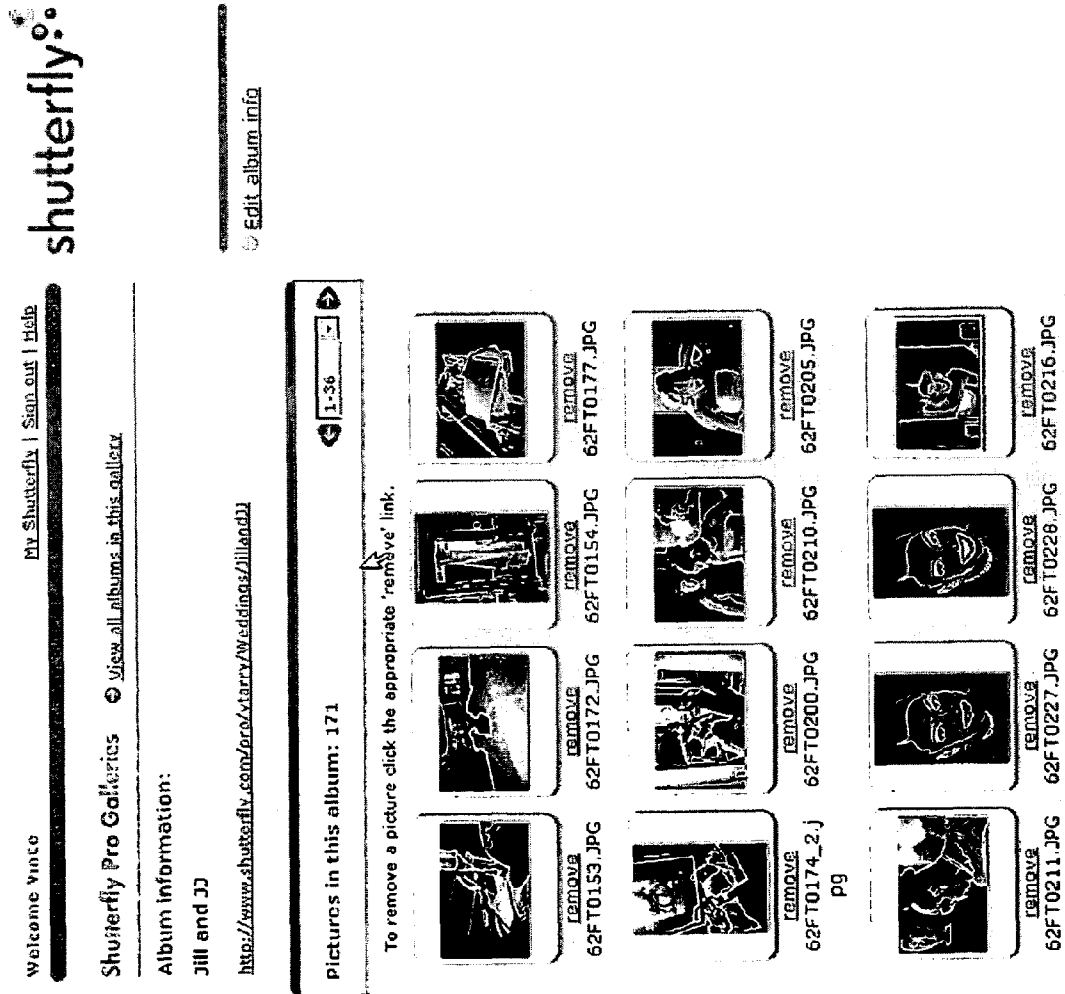 shutterfly
Welcome Vince
My Shutterfly | Sign out | Help
Shutterfly Pro Galleries
View all albums in this gallery
Album information:
Edit album info
Jill and JJ
http://www.shutterfly.com/pro/vtarry/Weddings/JillandJJ
Pictures in this album: 171
1-36
To remove a picture click the appropriate 'remove' link.
remove remove remove remove
62FT0153.JPG 62FT0172.JPG 62FT0154.JPG 62FT0177.JPG
remove remove remove remove
62FT0174_2.j 62FT0200.JPG 62FT0210.JPG 62FT0205.JPG
pg
remove remove remove remove
62FT0211.JPG 62FT0227.JPG 62FT0228.JPG 62FT0216.JPG